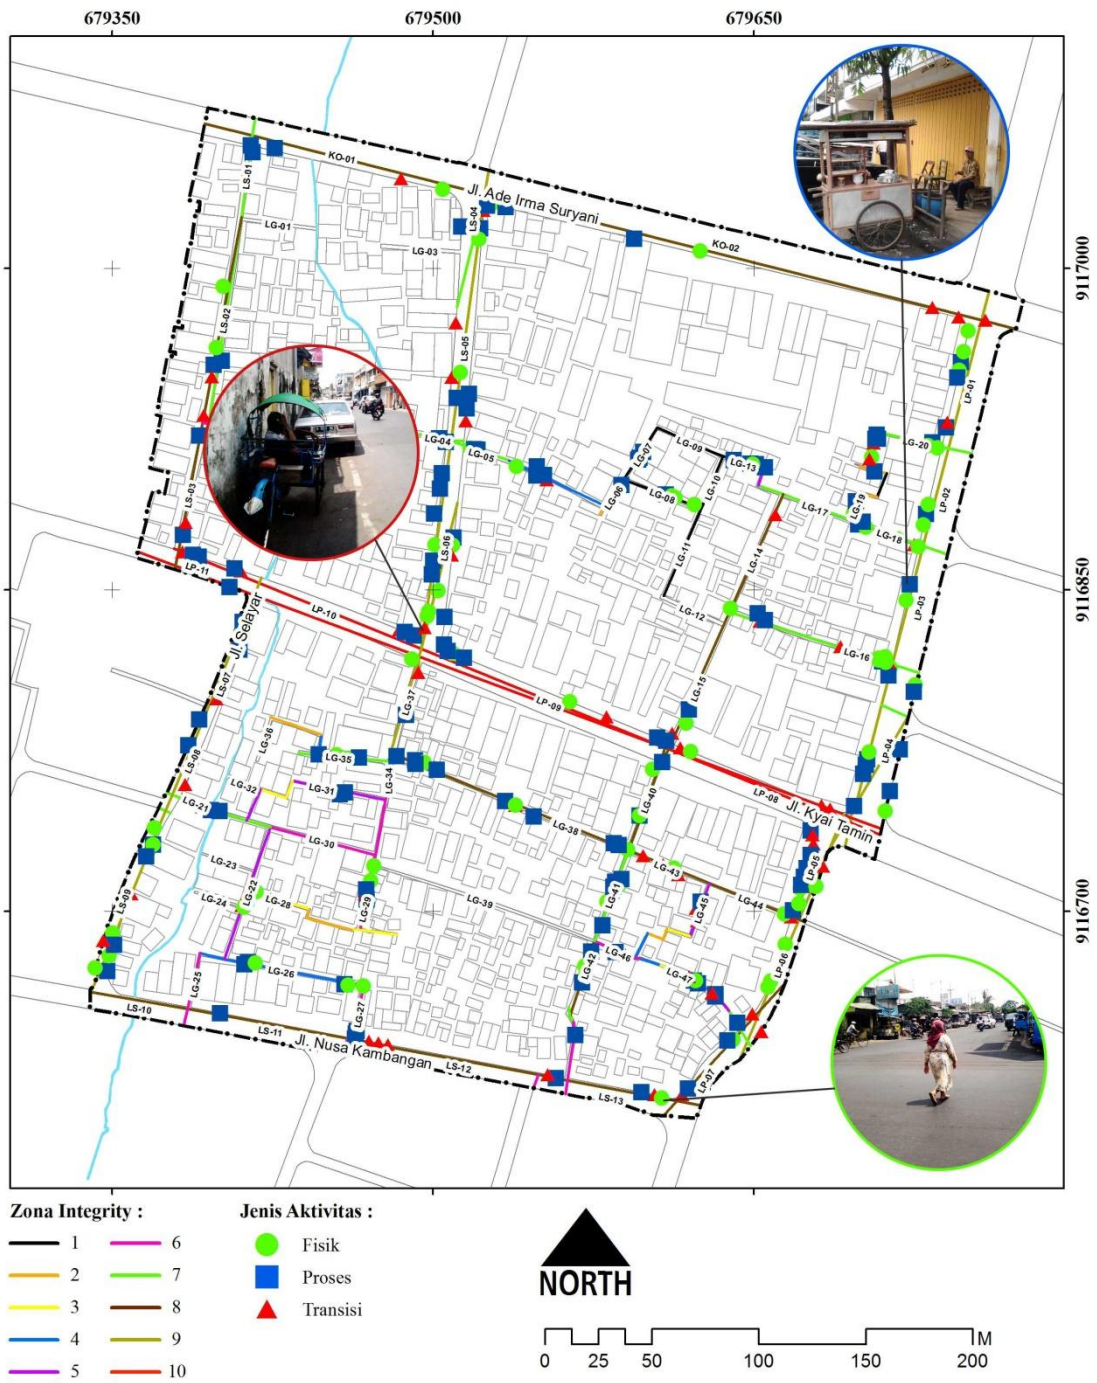 679350
679500
679650
9117000
9116850
9116700
KO-01
LS-01
LG-01
LS-04
Jl. Ade Irma Suryani
LG-03
KO-02
LS-02
LS-05
LP-01
LG-04
LG-05
LG-09
LG-07
LG-13
LG-20
LG-10
LG-06
LG-08
LG-17
LG-19
LP-02
LS-03
LS-06
LG-11
LG-14
LG-18
LP-11
LP-10
LP-03
LG-12
Jl. Selayar
LG-16
LS-07
LG-37
LG-15
LP-09
LG-36
LP-04
LS-08
LG-35
LG-34
LG-32
LG-31
LG-40
LP-08
Jl. Kyai Tamin
LG-21
LG-38
LG-30
LG-23
LG-43
LP-05
LG-22
LG-29
LG-39
LG-41
LG-44
LS-09
LG-24
LG-28
LG-45
LG-46
LG-42
LP-06
LG-25
LG-26
LG-47
LG-27
LS-10
LS-11
Jl. Nusa Kambangan
LS-12
LP-07
LS-13
Zona Integrity :
Jenis Aktivitas :
1
6
Fisik
2
7
Proses
3
8
Transisi
4
9
5
10
NORTH
M
0 25 50 100 150 200